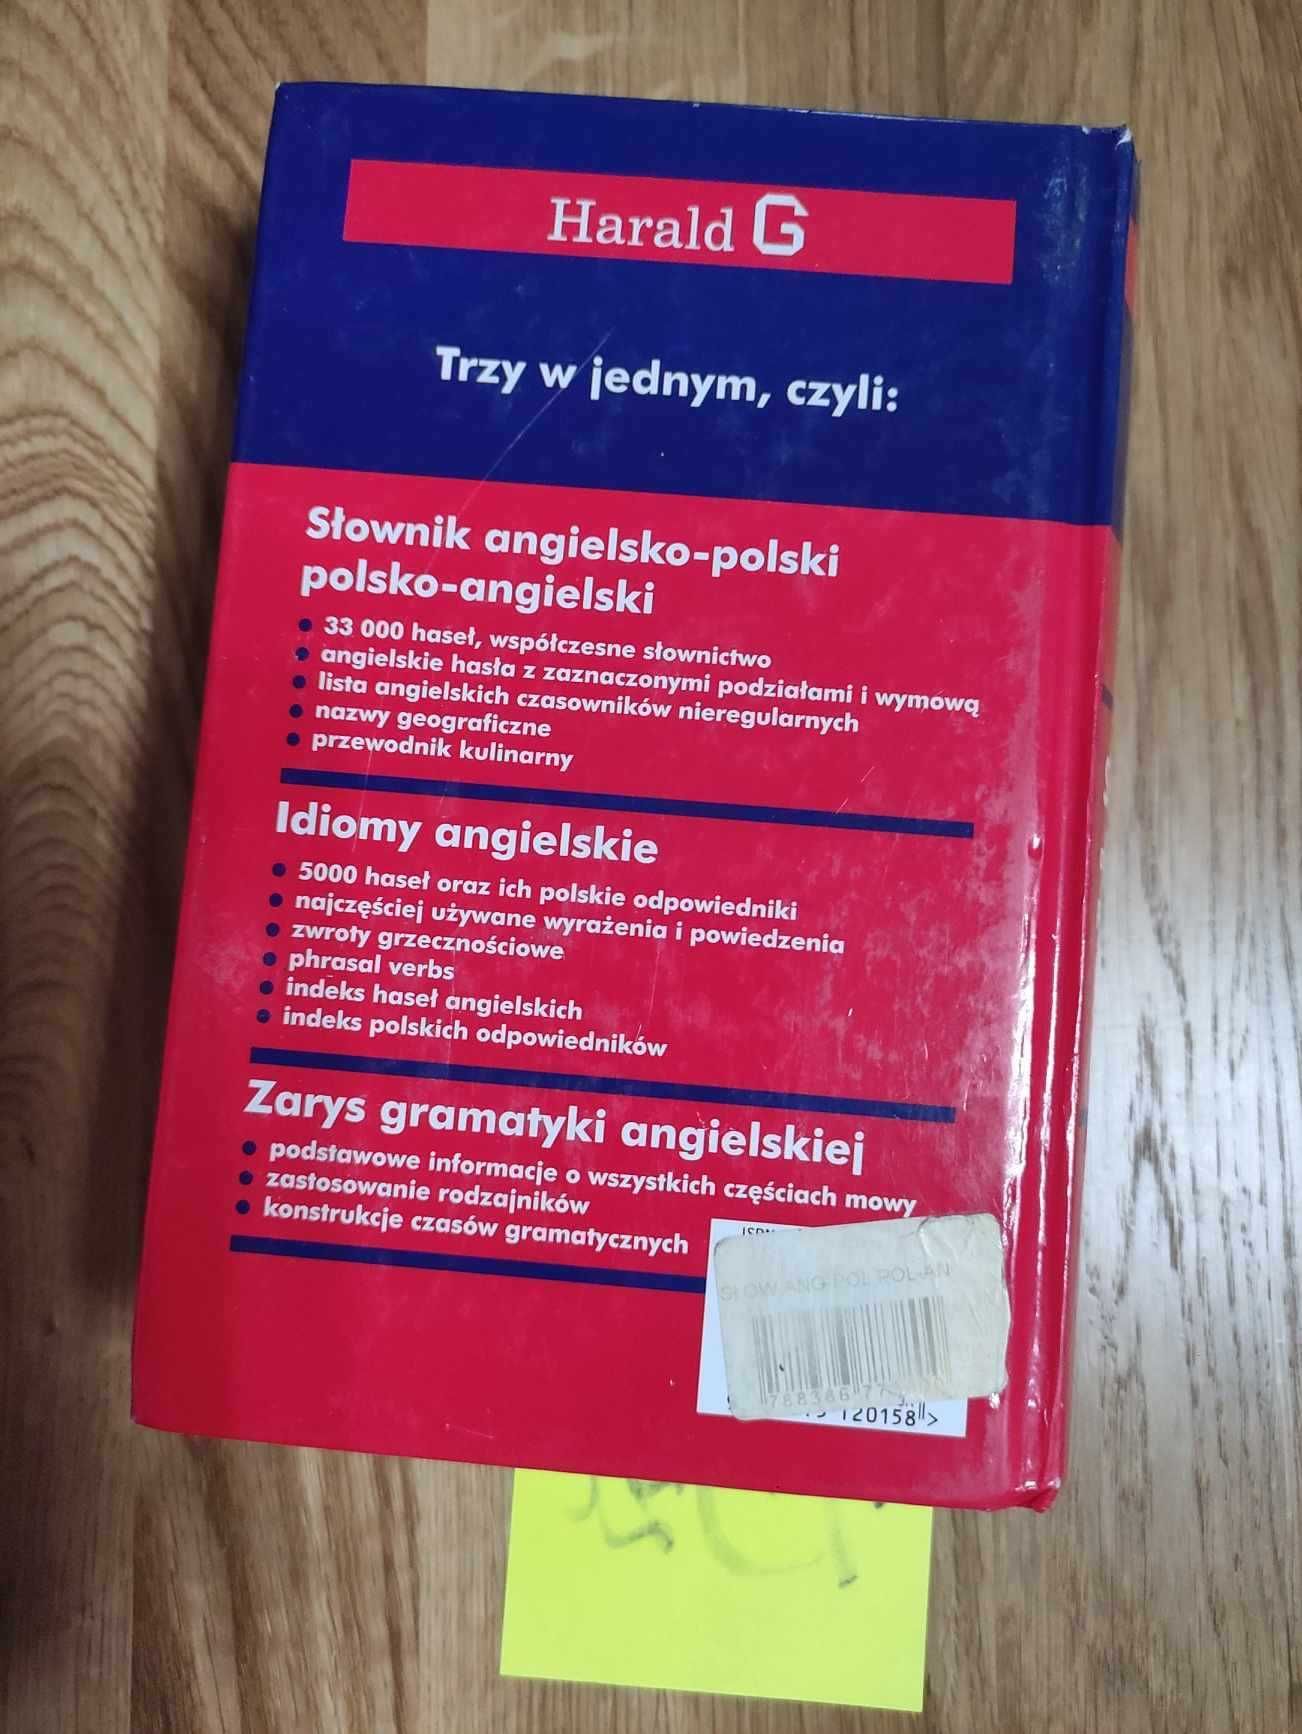 Harald G
Trzy w jednym, czyli:
Słownik angielsko-polski
polsko-angielski
• 33 000 haseł, współczesne słownictwo
• angielskie hasła z zaznaczonymi podziałami i wymową
• lista angielskich czasowników nieregularnych
• nazwy geograficzne
• przewodnik kulinarny
Idiomy angielskie
• 5000 haseł oraz ich polskie odpowiedniki
• najczęściej używane wyrażenia i powiedzenia
• zwroty grzecznościowe
• phrasal verbs
• indeks haseł angielskich
• indeks polskich odpowiedników
Zarys gramatyki angielskiej
• podstawowe informacje o wszystkich częściach mowy
• zastosowanie rodzajników
• konstrukcje czasów gramatycznych
SŁOW ANG POL POL-AN
120158 >